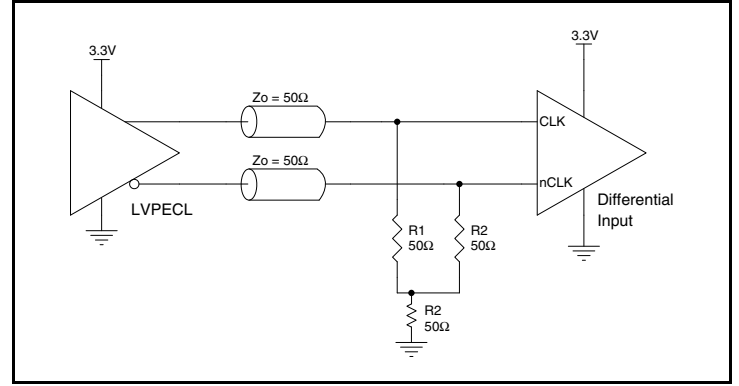 3.3V
3.3V
Zo = 50Ω
CLK
Zo = 50Ω
nCLK
LVPECL
Differential
Input
R1
50Ω
R2
50Ω
R2
50Ω